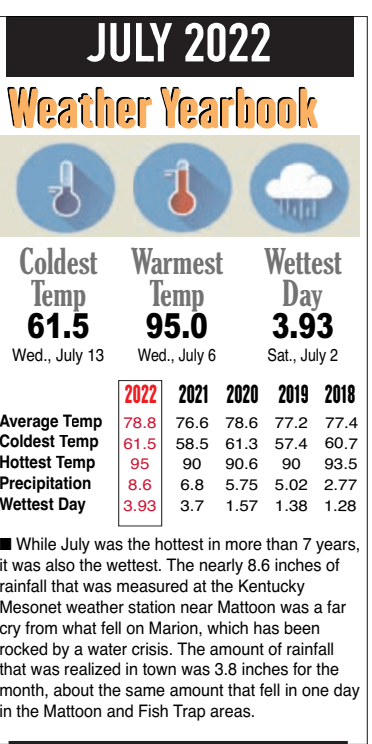 JULY 2022
Weather Yearbook
Coldest Temp
61.5
Wed., July 13
Warmest Temp
95.0
Wed., July 6
Wettest Day
3.93
Sat., July 2
2022 2021 2020 2019 2018
Average Temp 78.8 76.6 78.6 77.2 77.4
Coldest Temp 61.5 58.5 61.3 57.4 60.7
Hottest Temp 95 90 90.6 90 93.5
Precipitation 8.6 6.8 5.75 5.02 2.77
Wettest Day 3.93 3.7 1.57 1.38 1.28
■ While July was the hottest in more than 7 years,
it was also the wettest. The nearly 8.6 inches of
rainfall that was measured at the Kentucky
Mesonet weather station near Mattoon was a far
cry from what fell on Marion, which has been
rocked by a water crisis. The amount of rainfall
that was realized in town was 3.8 inches for the
month, about the same amount that fell in one day
in the Mattoon and Fish Trap areas.